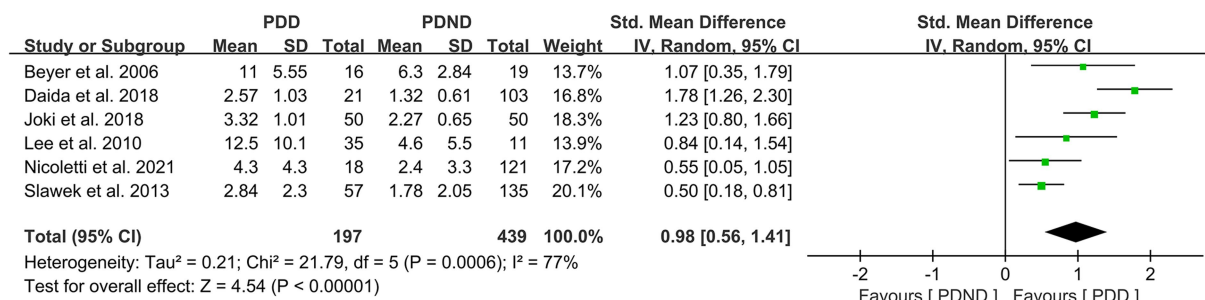 PDD PDND Std. Mean Difference Std. Mean Difference
Study or Subgroup Mean SD Total Mean SD Total Weight IV, Random, 95% CI IV, Random, 95% CI
Beyer et al. 2006 11 5.55 16 6.3 2.84 19 13.7% 1.07 [0.35, 1.79]
Daida et al. 2018 2.57 1.03 21 1.32 0.61 103 16.8% 1.78 [1.26, 2.30]
Joki et al. 2018 3.32 1.01 50 2.27 0.65 50 18.3% 1.23 [0.80, 1.66]
Lee et al. 2010 12.5 10.1 35 4.6 5.5 11 13.9% 0.84 [0.14, 1.54]
Nicoletti et al. 2021 4.3 4.3 18 2.4 3.3 121 17.2% 0.55 [0.05, 1.05]
Slawek et al. 2013 2.84 2.3 57 1.78 2.05 135 20.1% 0.50 [0.18, 0.81]
Total (95% CI) 197 439 100.0% 0.98 [0.56, 1.41]
Heterogeneity: Tau² = 0.21; Chi² = 21.79, df = 5 (P = 0.0006); I² = 77%
Test for overall effect: Z = 4.54 (P < 0.00001)
-2 -1 0 1 2
Favours [ PDND ] Favours [ PDD ]